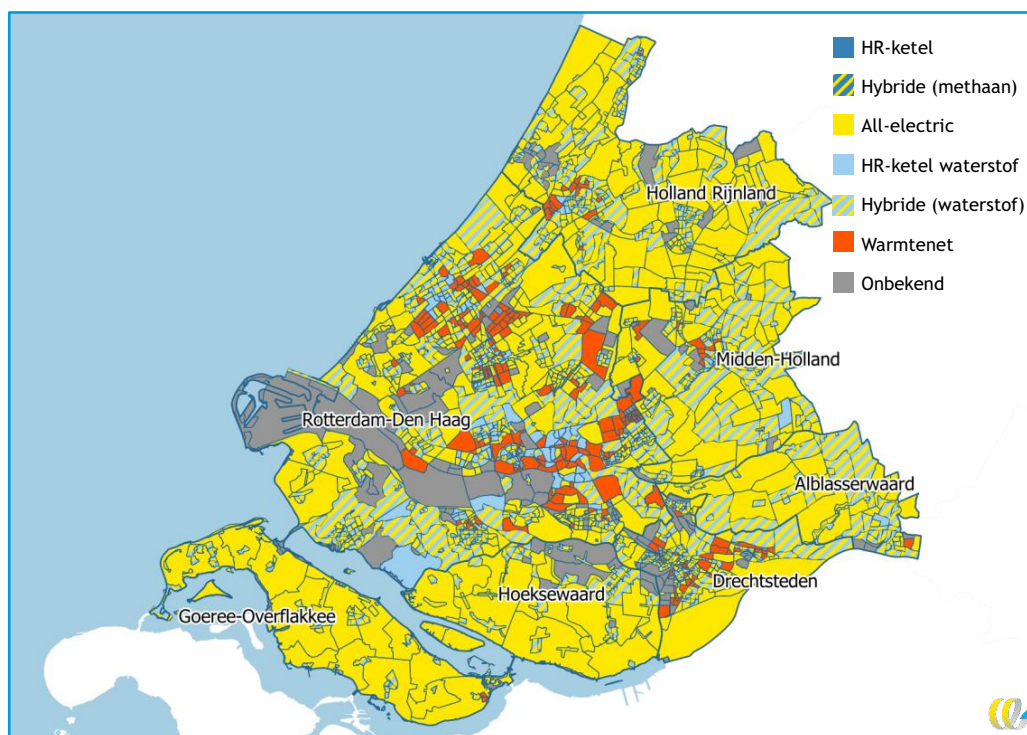 HR-ketel
Hybride (methaan)
All-electric
HR-ketel waterstof
Hybride (waterstof)
Warmtenet
Onbekend
Holland Rijnland
Midden-Holland
Rotterdam-Den Haag
Alblasserwaard
Drechtsteden
Hoeksewaard
Goeree-Overflakkee